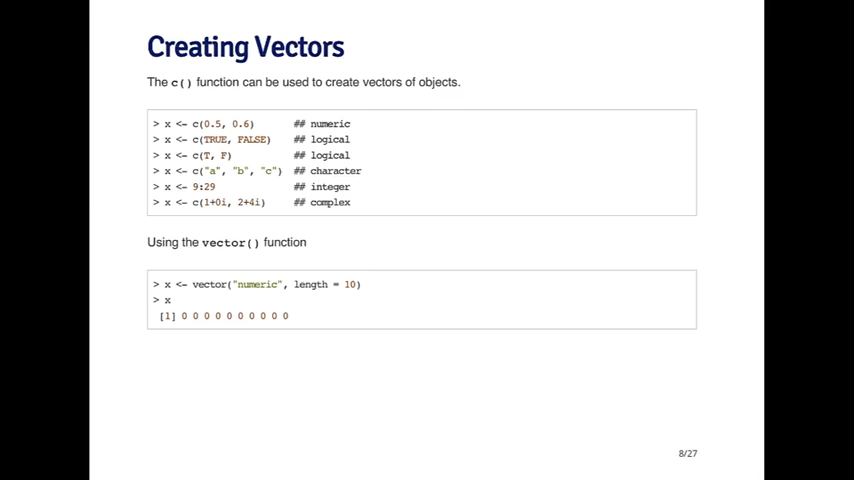 Creating Vectors
The c() function can be used to create vectors of objects.
> x <- c(0.5, 0.6)       ## numeric
> x <- c(TRUE, FALSE)    ## logical
> x <- c(T, F)           ## logical
> x <- c("a", "b", "c")  ## character
> x <- 9:29              ## integer
> x <- c(1+0i, 2+4i)     ## complex
Using the vector() function
> x <- vector("numeric", length = 10)
> x
[1] 0 0 0 0 0 0 0 0 0 0
8/27